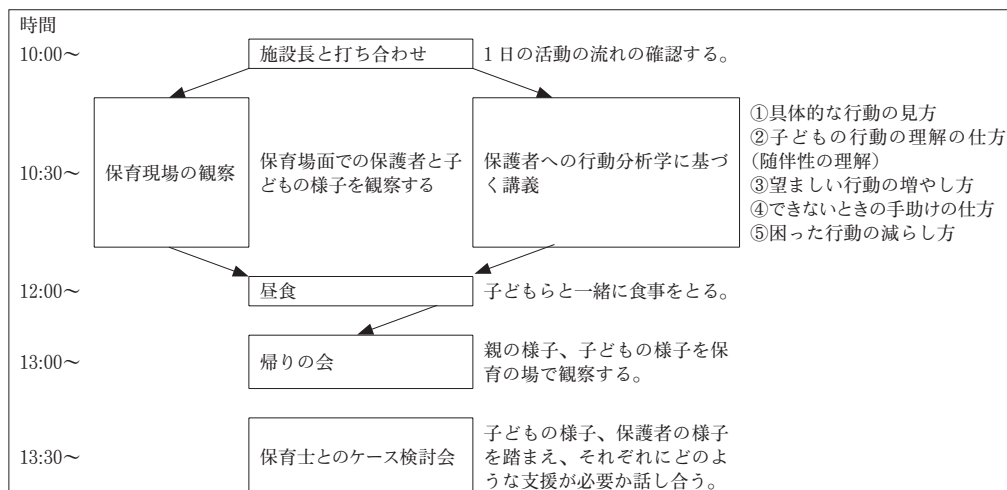 時間
10:00～ 施設長と打ち合わせ １日の活動の流れの確認する。
10:30～
保育現場の観察
保育場面での保護者と子
どもの様子を観察する
保護者への行動分析学に基づ
く講義
①具体的な行動の見方
②子どもの行動の理解の仕方
(随伴性の理解)
③望ましい行動の増やし方
④できないときの手助けの仕方
⑤困った行動の減らし方
12:00～ 昼食 子どもらと一緒に食事をとる。
13:00～ 帰りの会
親の様子、子どもの様子を保
育の場で観察する。
13:30～ 保育士とのケース検討会
子どもの様子、保護者の様子
を踏まえ、それぞれにどのよ
うな支援が必要か話し合う。